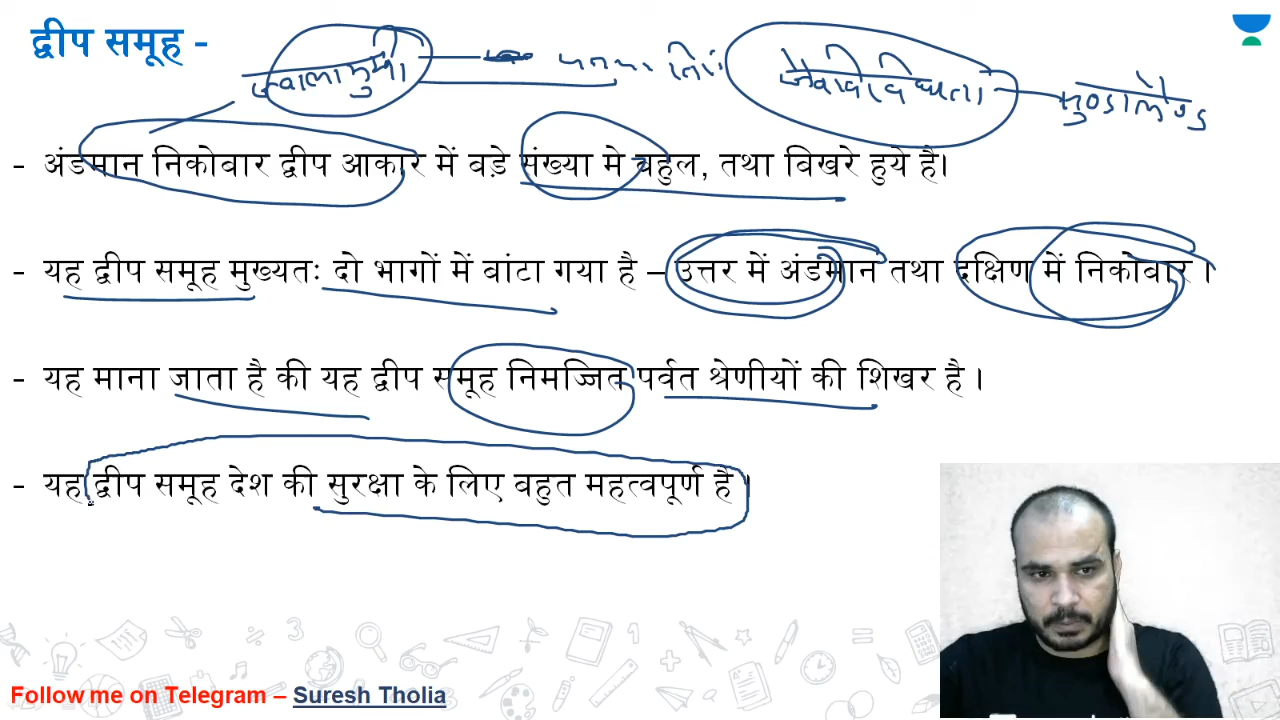 द्वीप समूह -
ज्वालामुखी जैवविविधता
- अंडमान निकोबार द्वीप आकार में बड़े संख्या मे बहुल, तथा बिखरे हुये है।
- यह द्वीप समूह मुख्यतः दो भागों में बांटा गया है – उत्तर में अंडमान तथा दक्षिण में निकोबार ।
- यह माना जाता है की यह द्वीप समूह निमज्जित पर्वत श्रेणीयों की शिखर है ।
- यह द्वीप समूह देश की सुरक्षा के लिए बहुत महत्वपूर्ण है ।
Follow me on Telegram – Suresh Tholia